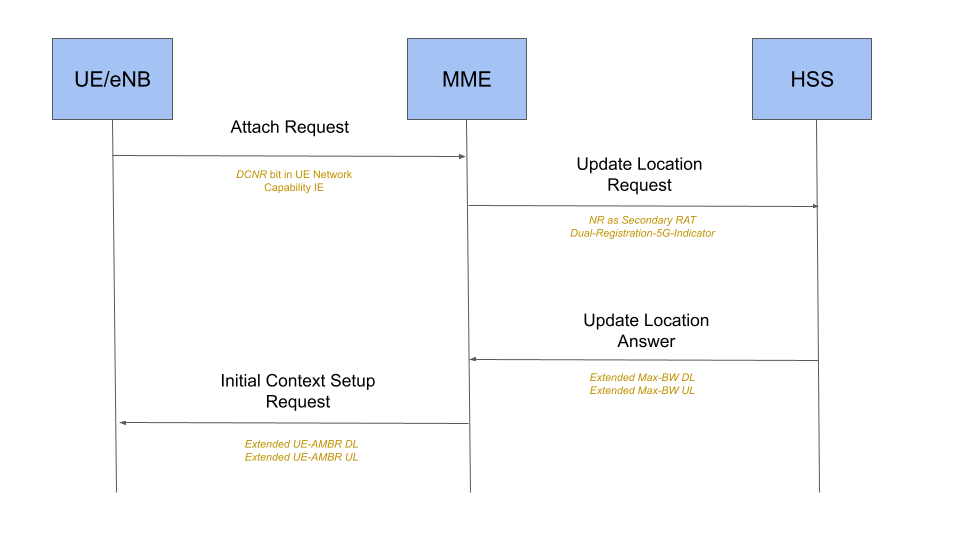 UE/eNB
MME
HSS
Attach Request
DCNR bit in UE Network
Capability IE
Update Location
Request
NR as Secondary RAT
Dual-Registration-5G-Indicator
Update Location
Answer
Extended Max-BW DL
Extended Max-BW UL
Initial Context Setup
Request
Extended UE-AMBR DL
Extended UE-AMBR UL